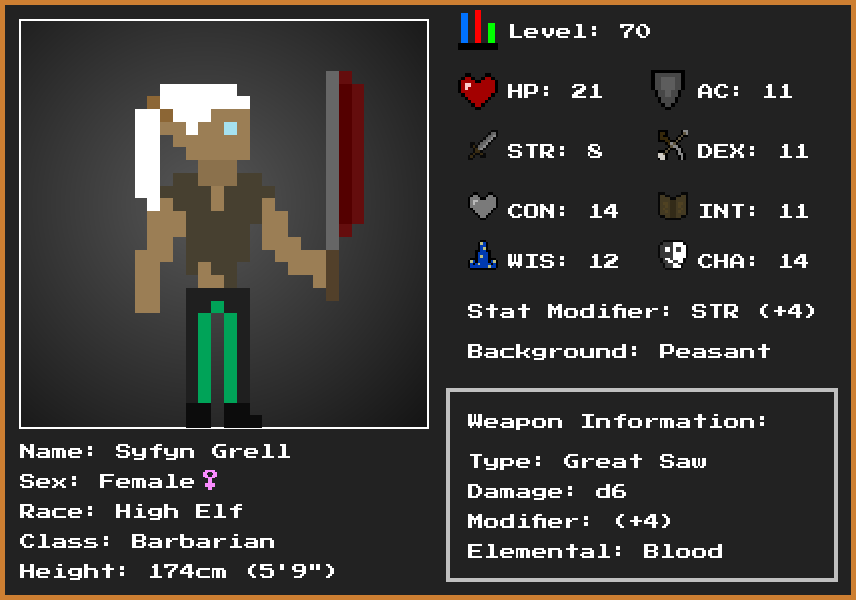 Level: 70
HP: 21
AC: 11
STR: 8
DEX: 11
CON: 14
INT: 11
WIS: 12
CHA: 14
Stat Modifier: STR (+4)
Background: Peasant
Weapon Information:
Type: Great Saw
Damage: d6
Modifier: (+4)
Elemental: Blood
Name: Syfyn Grell
Sex: Female♀
Race: High Elf
Class: Barbarian
Height: 174cm (5'9")